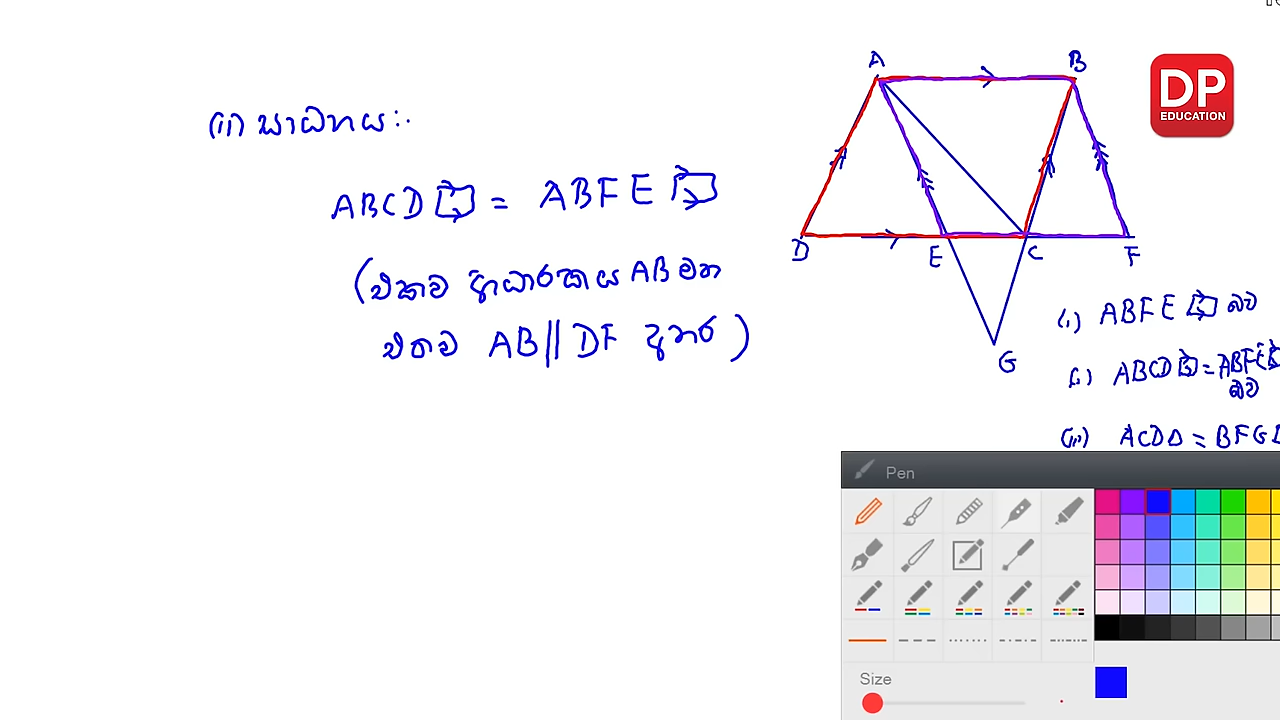 (ii) සාධනය:-
ABCD ▱ = ABFE ▱
(එකම ආධාරකය AB මත
එකම AB // DF අතර)
A
B
D
E
C
F
G
DP
EDUCATION
(i) ABFE ▱ බව
(ii) ABCD ▱ = ABFE ▱
බව
(iii) ACD Δ = BFG Δ
Pen
Size